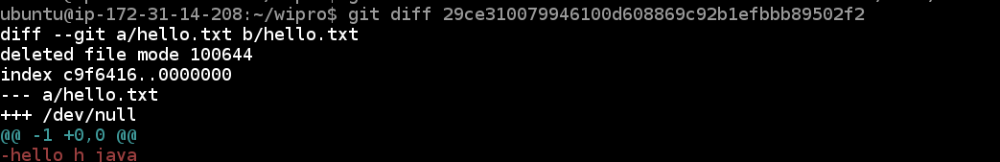 ubuntu@ip-172-31-14-208:~/wipro$ git diff 29ce310079946100d608869c92b1efbbb89502f2
diff --git a/hello.txt b/hello.txt
deleted file mode 100644
index c9f6416..0000000
--- a/hello.txt
+++ /dev/null
@@ -1 +0,0 @@
-hello h java